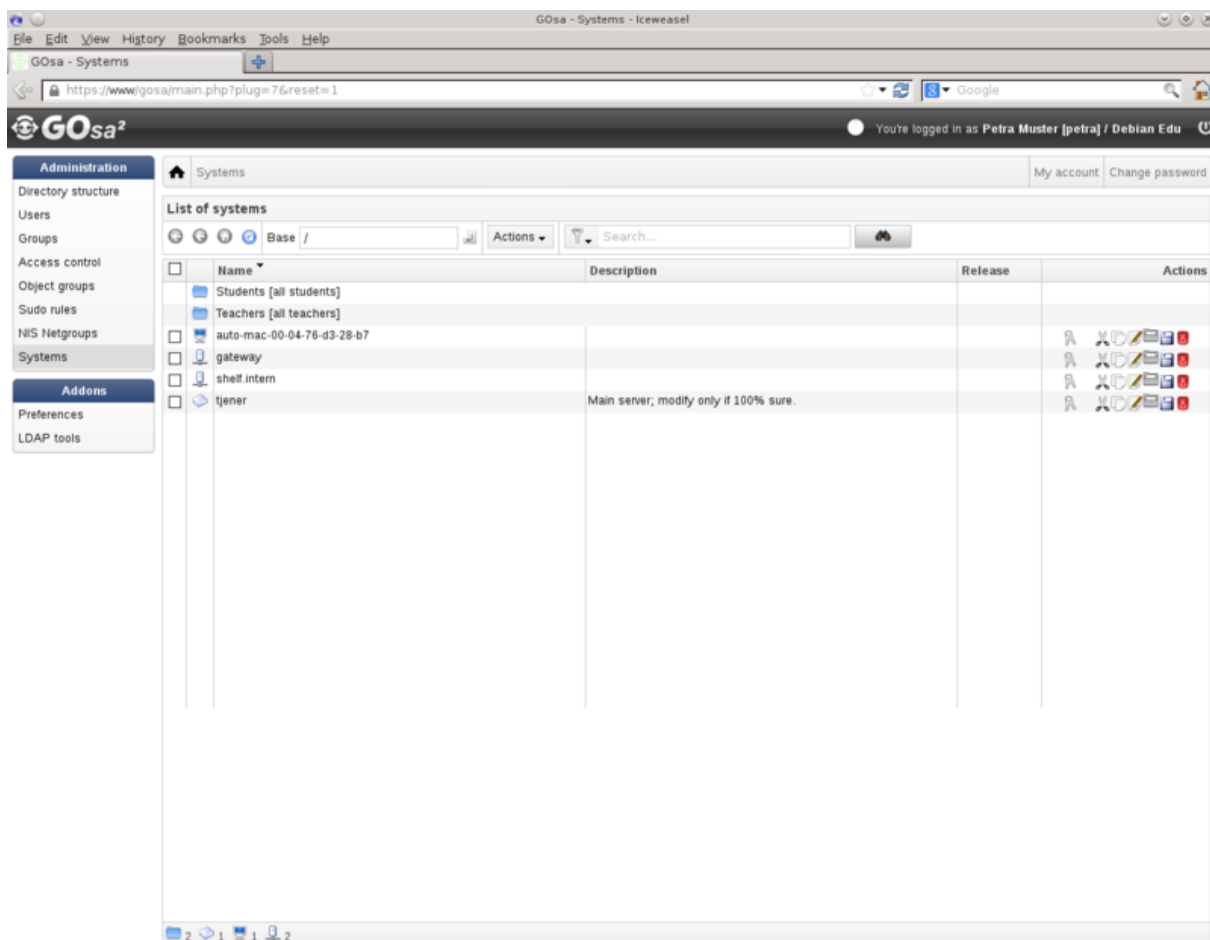 GOsa - Systems - Iceweasel
File Edit View History Bookmarks Tools Help
GOsa - Systems
https://www/gosa/main.php?plug=7&reset=1
Google
GOsa²
You're logged in as Petra Muster [petra] / Debian Edu
Administration
Directory structure
Users
Groups
Access control
Object groups
Sudo rules
NIS Netgroups
Systems
Addons
Preferences
LDAP tools
Systems
My account Change password
List of systems
Base / Actions Search...
Name Description Release Actions
Students [all students]
Teachers [all teachers]
auto-mac-00-04-76-d3-28-b7
gateway
shelf.intern
tjener Main server; modify only if 100% sure.
2 1 1 2